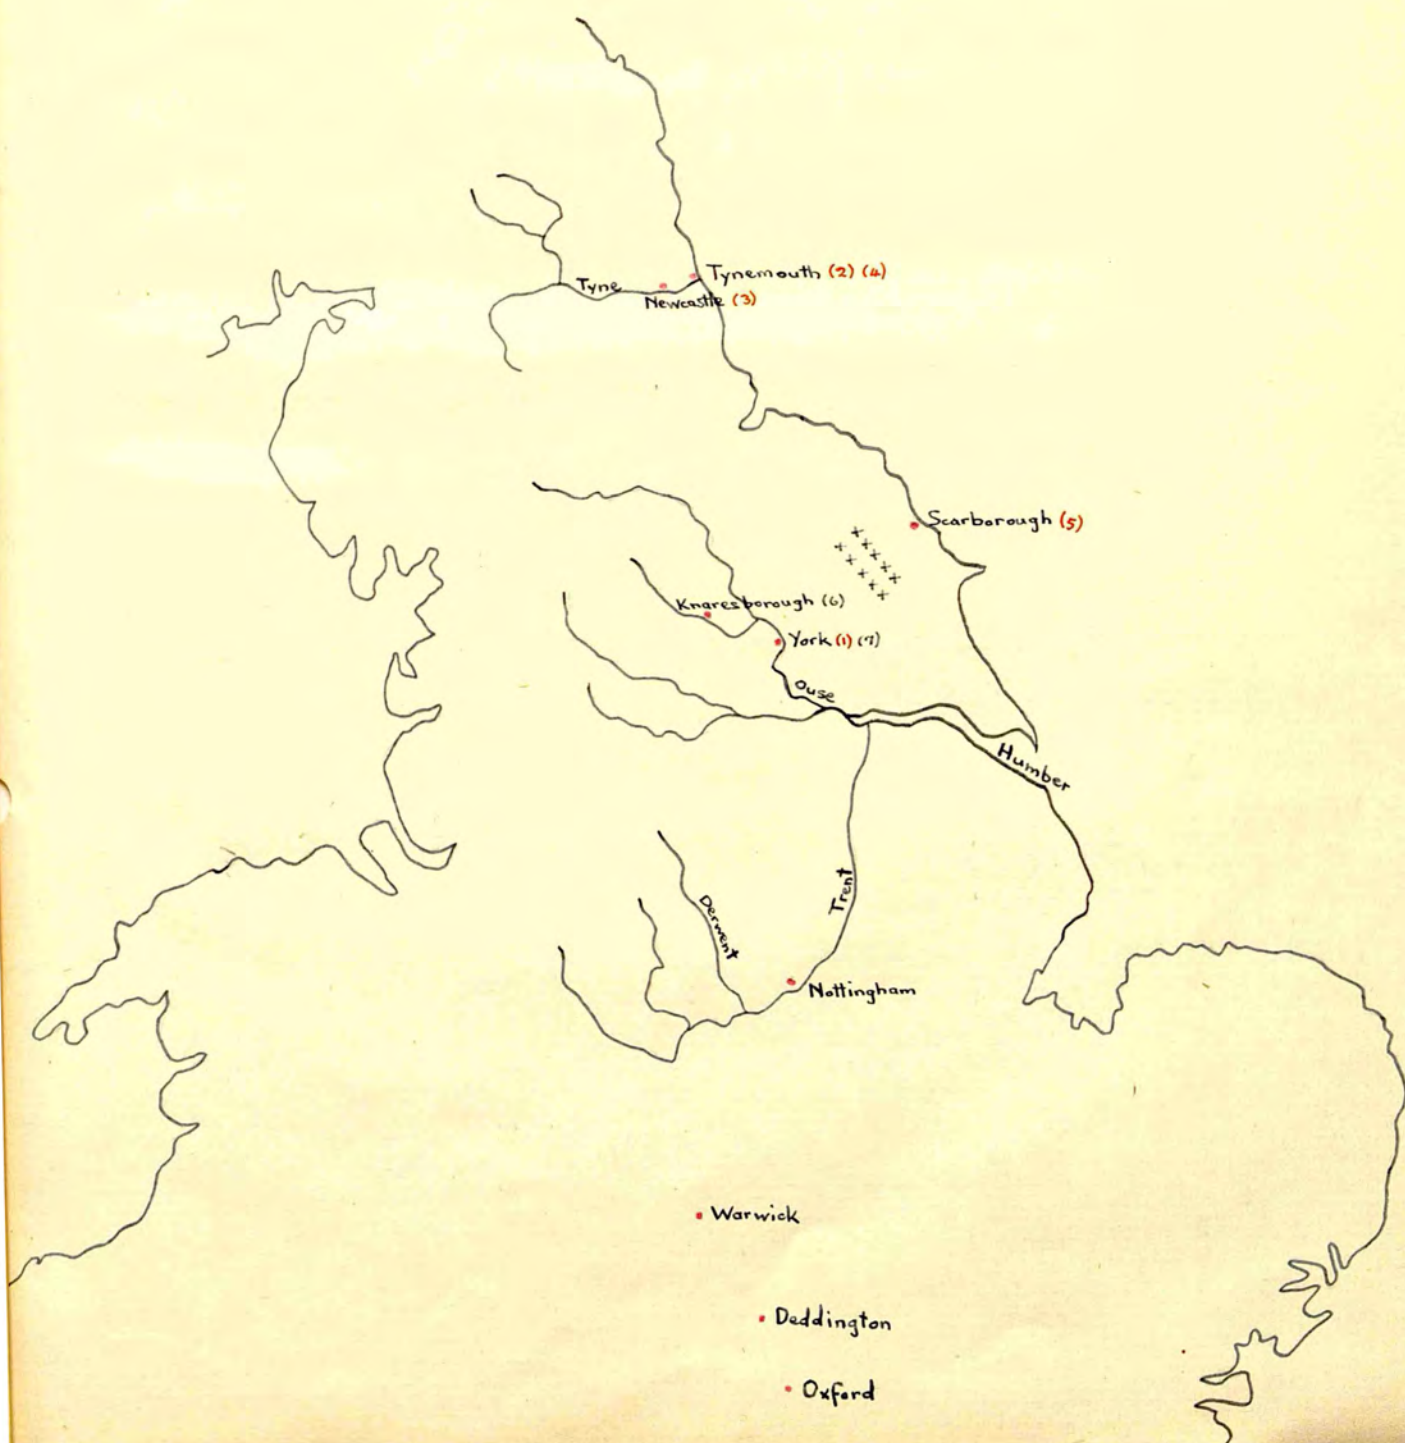 Tynemouth (2) (4)
Tyne
Newcastle (3)
Scarborough (5)
Knaresborough (6)
York (1) (7)
Ouse
Humber
Trent
Derwent
Nottingham
Warwick
Deddington
Oxford